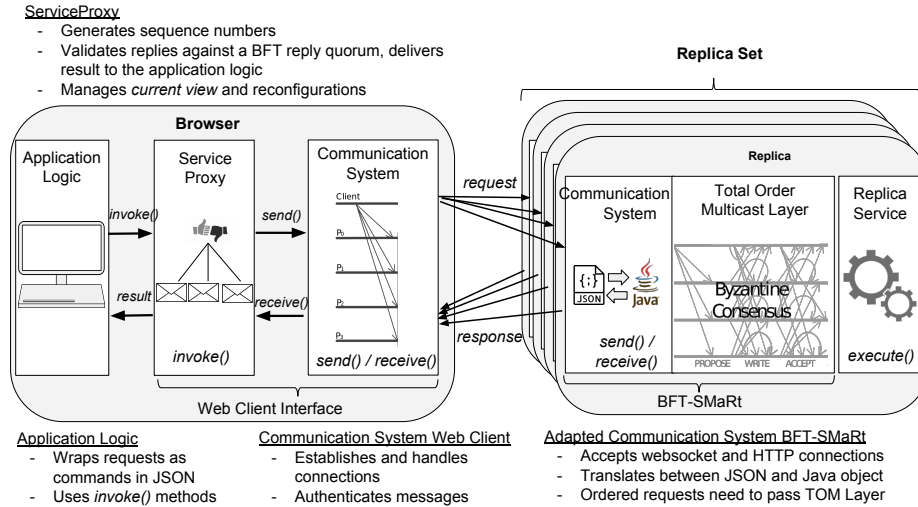 ServiceProxy
- Generates sequence numbers
- Validates replies against a BFT reply quorum, delivers
result to the application logic
- Manages current view and reconfigurations
Replica Set
Browser
Application
Logic
Service
Proxy
Communication
System
Client
P0
P1
P2
P3
invoke()
send()
result
receive()
invoke()
send() / receive()
Web Client Interface
request
response
Replica
Communication
System
Total Order
Multicast Layer
Replica
Service
{;}
JSON
Java
Byzantine
Consensus
send() /
receive()
PROPOSE WRITE ACCEPT
execute()
BFT-SMaRt
Application Logic
- Wraps requests as
commands in JSON
- Uses invoke() methods
Communication System Web Client
- Establishes and handles
connections
- Authenticates messages
Adapted Communication System BFT-SMaRt
- Accepts websocket and HTTP connections
- Translates between JSON and Java object
- Ordered requests need to pass TOM Layer